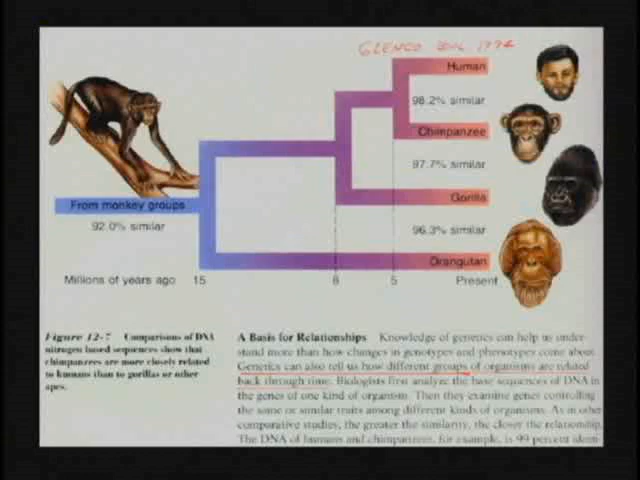 GLENCO BIOL 1994
Human
98.2% similar
Chimpanzee
97.7% similar
Gorilla
From monkey groups
92.0% similar
96.3% similar
Orangutan
Millions of years ago 15 8 5 Present
Figure 12-7 Comparisons of DNA
nitrogen based sequences show that
chimpanzees are more closely related
to humans than to gorillas or other
apes.
A Basis for Relationships Knowledge of genetics can help us under-
stand more than how changes in genotypes and phenotypes come about
Genetics can also tell us how different groups of organisms are related
back through time. Biologists first analyze the base sequences of DNA in
the genes of one kind of organism. Then they examine genes controlling
the same or similar traits among different kinds of organisms. As in other
comparative studies, the greater the similarity, the closer the relationship.
The DNA of humans and chimpanzees, for example, is 99 percent identi